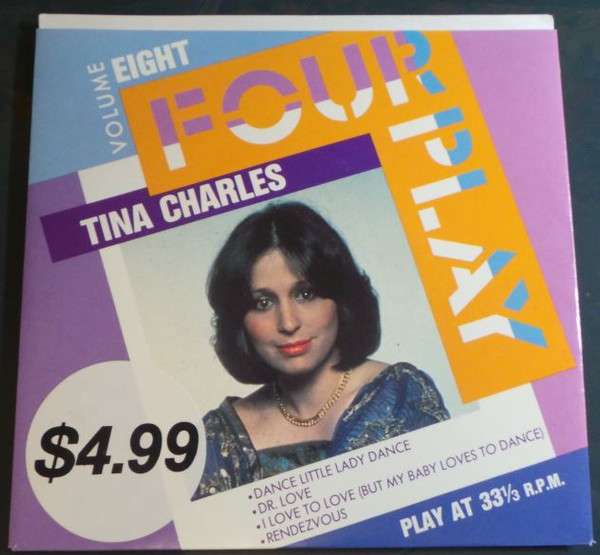 VOLUME EIGHT
FOUR PLAY
TINA CHARLES
$4.99
•DANCE LITTLE LADY DANCE
•DR. LOVE
•I LOVE TO LOVE (BUT MY BABY LOVES TO DANCE)
•RENDEZVOUS
PLAY AT 33⅓ R.P.M.